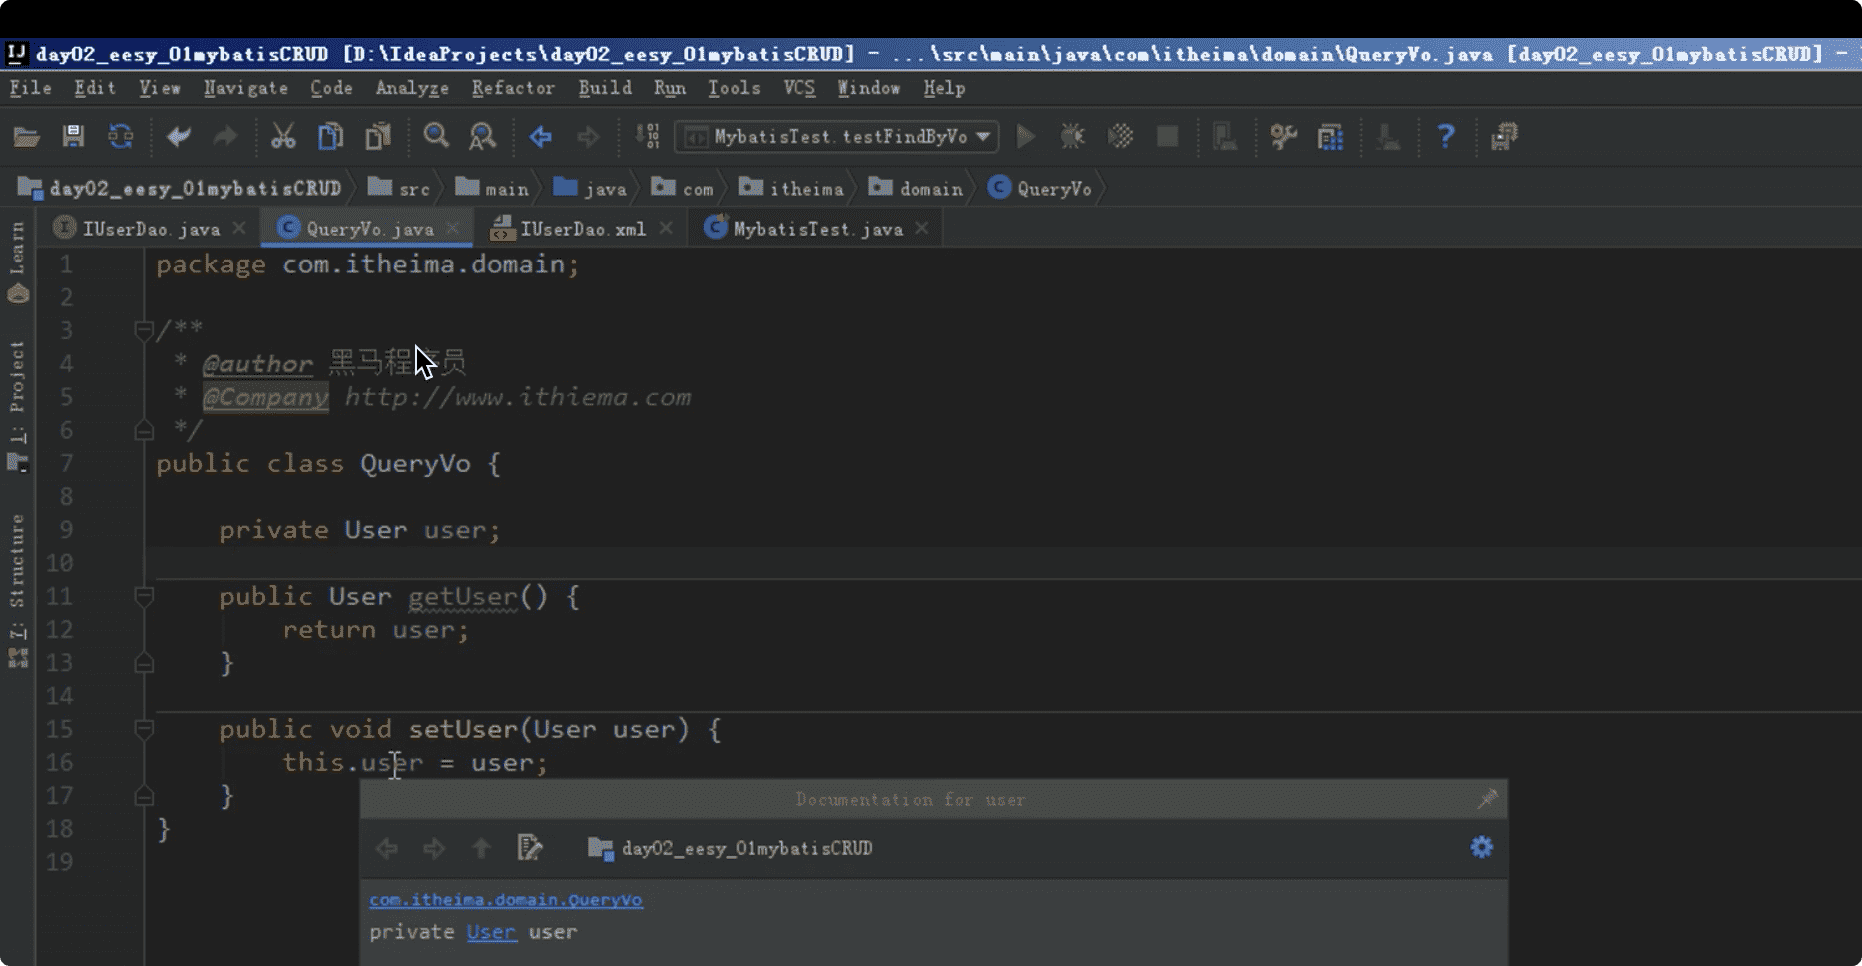 day02_eesy_01mybatisCRUD [D:\IdeaProjects\day02_eesy_01mybatisCRUD] - ...\src\main\java\com\itheima\domain\QueryVo.java [day02_eesy_01mybatisCRUD] -
File Edit View Navigate Code Analyze Refactor Build Run Tools VCS Window Help
MybatisTest.testFindByVo
day02_eesy_01mybatisCRUD src main java com itheima domain QueryVo
IUserDao.java QueryVo.java IUserDao.xml MybatisTest.java
Learn
1: Project
7: Structure
1 package com.itheima.domain;
2
3 /**
4 * @author 黑马程序员
5 * @Company http://www.ithiema.com
6 */
7 public class QueryVo {
8
9 private User user;
10
11 public User getUser() {
12 return user;
13 }
14
15 public void setUser(User user) {
16 this.user = user;
17 }
18 }
19
Documentation for user
day02_eesy_01mybatisCRUD
com.itheima.domain.QueryVo
private User user